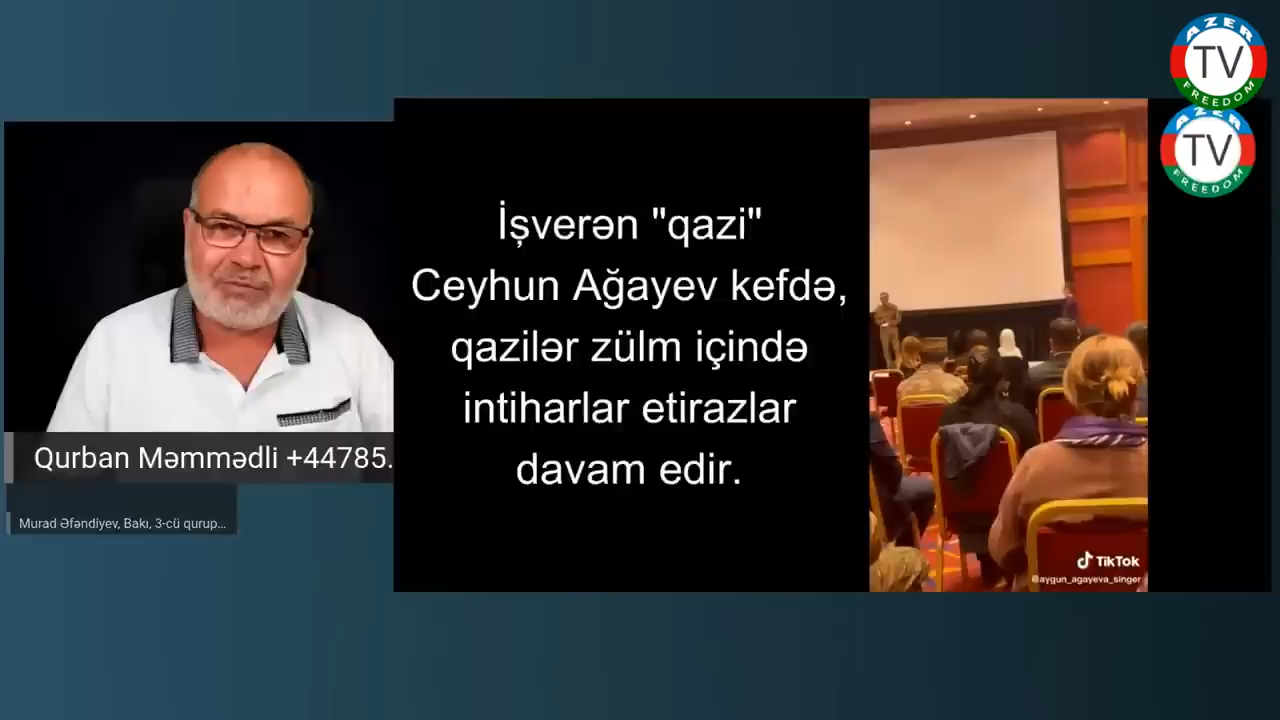 AZER
TV
FREEDOM
AZER
TV
FREEDOM
İşverən "qazi"
Ceyhun Ağayev kefdə,
qazilər zülm içində
intiharlar etirazlar
davam edir.
Qurban Məmmədli +44785.
Murad Əfəndiyev, Bakı, 3-cü qurup...
TikTok
@aygun_agayeva_singer